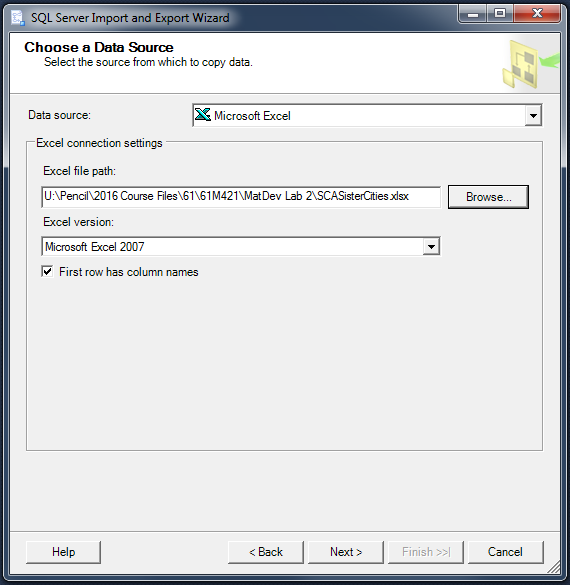 SQL Server Import and Export Wizard
Choose a Data Source
Select the source from which to copy data.
Data source: Microsoft Excel
Excel connection settings
Excel file path:
U:\Pencil\2016 Course Files\61\61M421\MatDev Lab 2\SCASisterCities.xlsx Browse...
Excel version:
Microsoft Excel 2007
First row has column names
Help < Back Next > Finish >>| Cancel